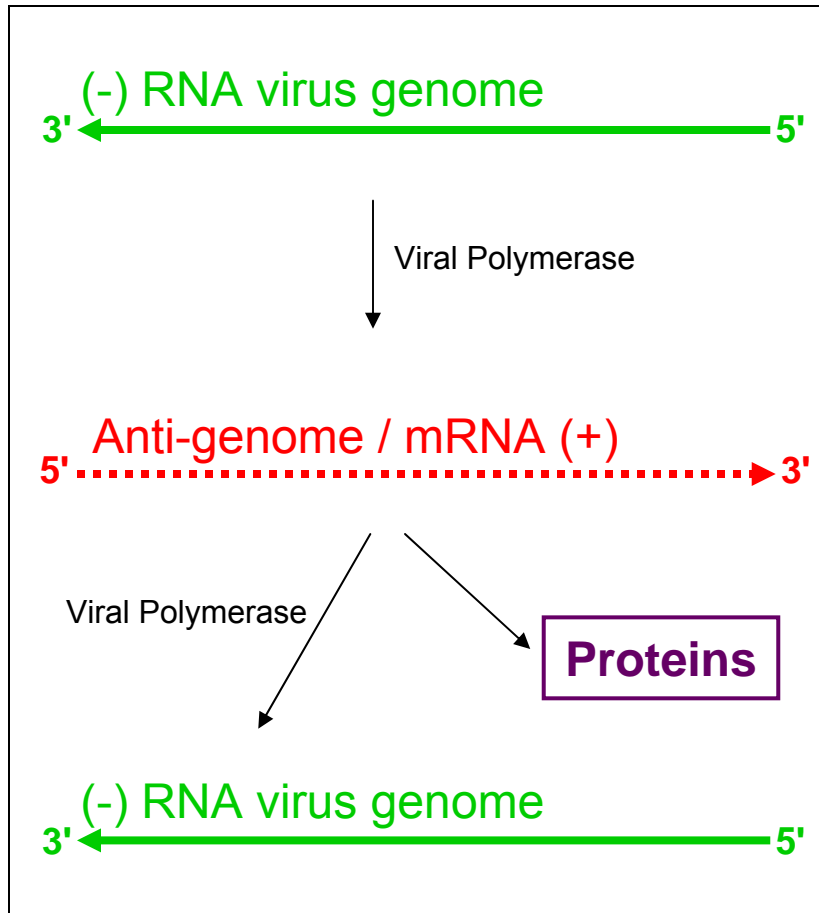 (-) RNA virus genome
3' 5'
Viral Polymerase
Anti-genome / mRNA (+)
5' 3'
Viral Polymerase
Proteins
(-) RNA virus genome
3' 5'